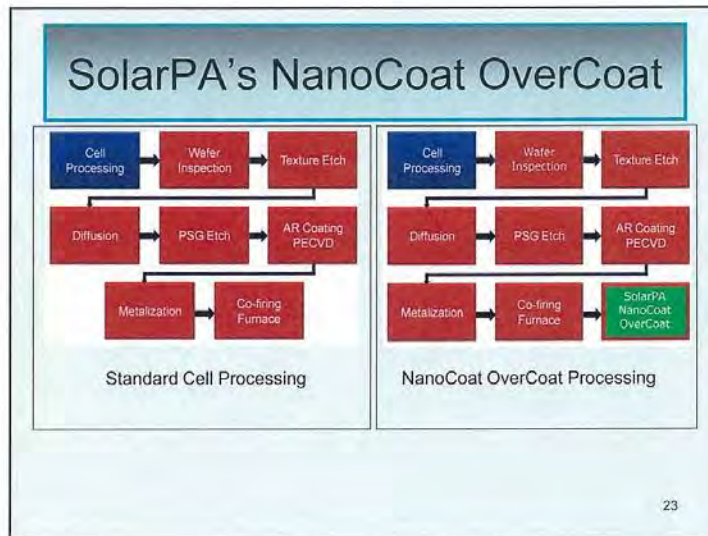 SolarPA's NanoCoat OverCoat
Cell
Processing
Wafer
Inspection
Texture Etch
Diffusion
PSG Etch
AR Coating
PECVD
Metalization
Co-firing
Furnace
Standard Cell Processing
Cell
Processing
Wafer
Inspection
Texture Etch
Diffusion
PSG Etch
AR Coating
PECVD
Metalization
Co-firing
Furnace
SolarPA
NanoCoat
OverCoat
NanoCoat OverCoat Processing
23